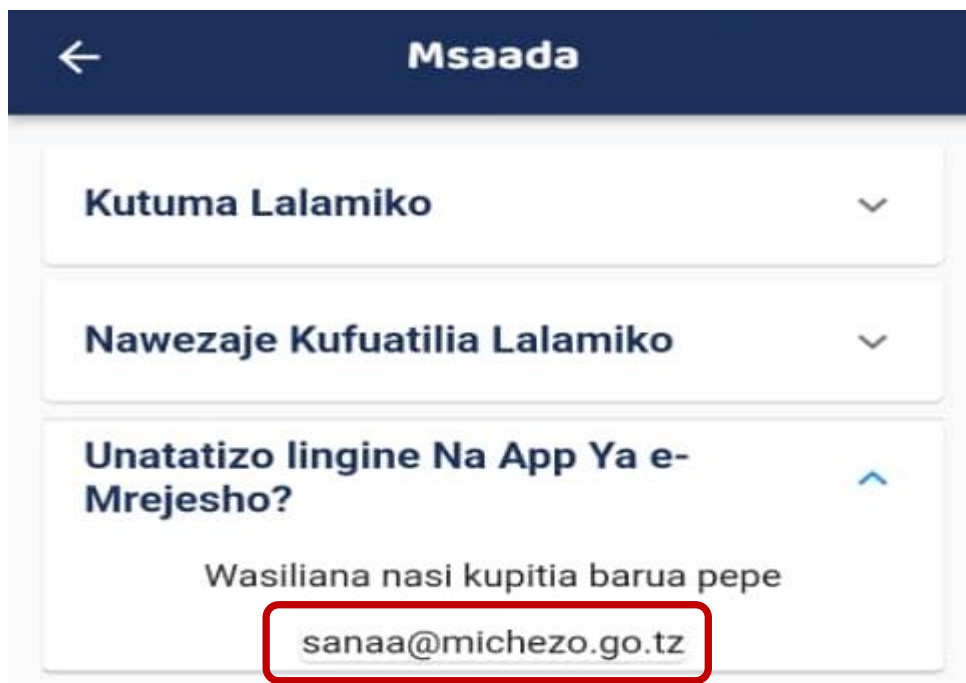 Msaada
Kutuma Lalamiko
Nawezaje Kufuatilia Lalamiko
Unatatizo lingine Na App Ya e-
Mrejesho?
Wasiliana nasi kupitia barua pepe
sanaa@michezo.go.tz